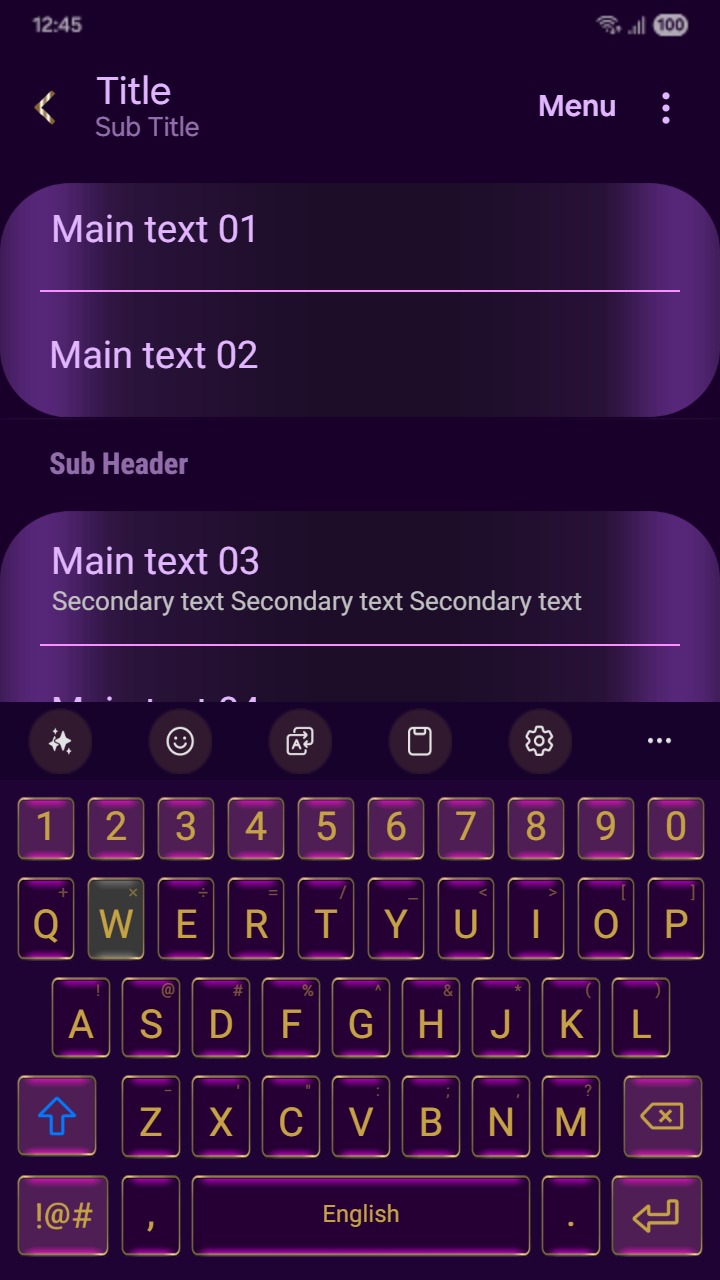 12:45 100
Title
Sub Title
Menu
Main text 01
Main text 02
Sub Header
Main text 03
Secondary text Secondary text Secondary text
1 2 3 4 5 6 7 8 9 0
+ × ÷ = / _ < > [ ]
Q W E R T Y U I O P
! @ # % ^ & * ( )
A S D F G H J K L
- ' " : ; , ?
Z X C V B N M
!@# , English .